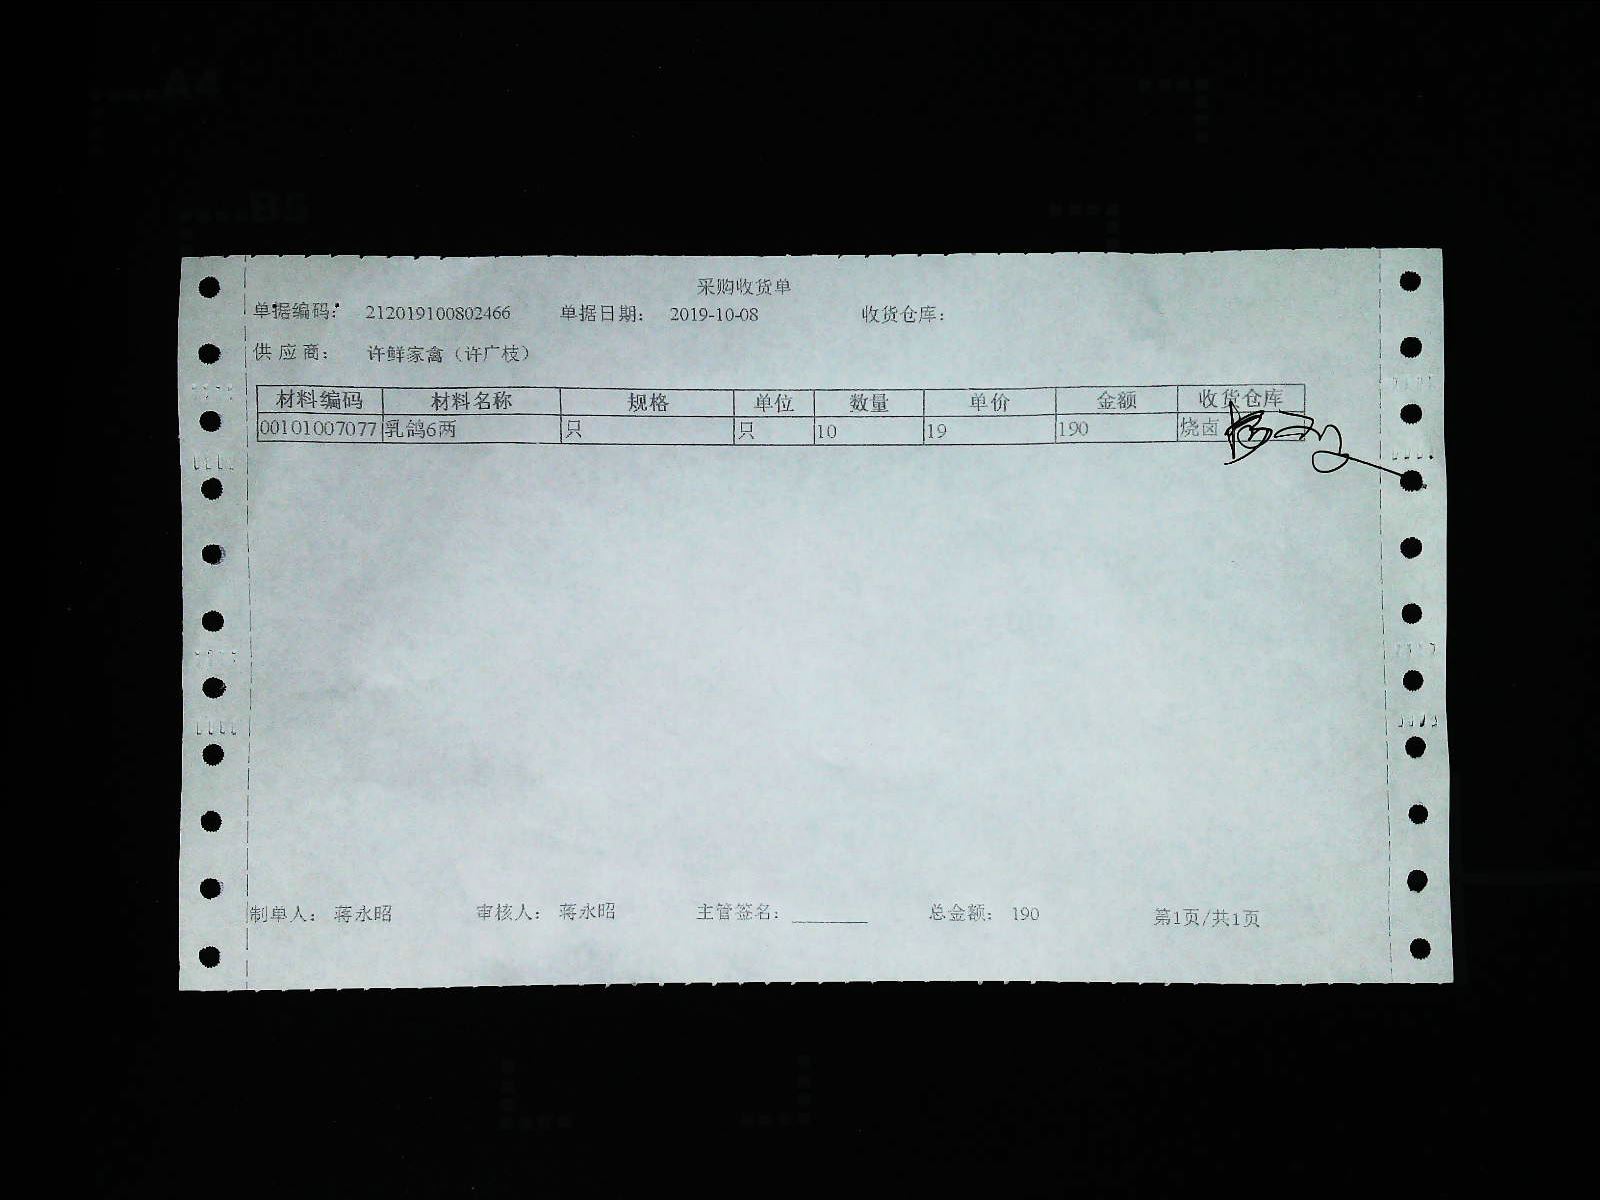 采购收货单
单据编码： 212019100802466 单据日期： 2019-10-08 收货仓库：
供应商： 许鲜家禽（许广枝）
材料编码 材料名称 规格 单位 数量 单价 金额 收货仓库
00101007077 乳鸽6两 只 只 10 19 190 烧卤
制单人： 蒋永昭 审核人： 蒋永昭 主管签名： 总金额： 190 第1页/共1页